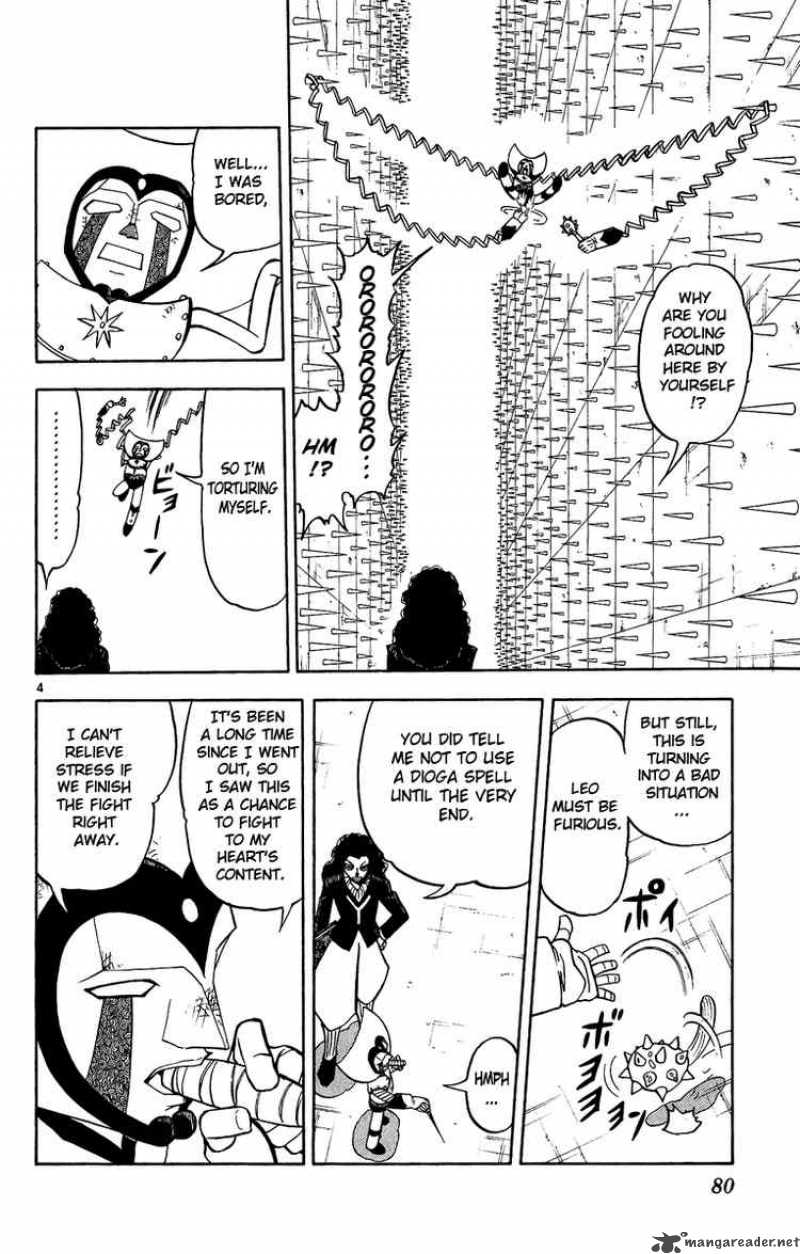 WHY
ARE YOU
FOOLING
AROUND
HERE BY
YOURSELF
!?
ORORORORORO...
HM
!?
WELL...
I WAS
BORED,
SO I'M
TORTURING
MYSELF.
ビョーン
.........
4
BUT STILL,
THIS IS
TURNING
INTO A BAD
SITUATION
...
LEO
MUST BE
FURIOUS.
ポイ
ボヨヨン
YOU DID TELL
ME NOT TO USE
A DIOGA SPELL
UNTIL THE VERY
END.
HMPH
...
IT'S BEEN
A LONG TIME
SINCE I WENT
OUT, SO
I SAW THIS
AS A CHANCE
TO FIGHT
TO MY
HEART'S
CONTENT.
I CAN'T
RELIEVE
STRESS IF
WE FINISH
THE FIGHT
RIGHT
AWAY.
80
mangareader.net